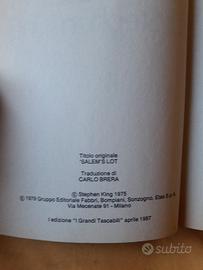 Titolo originale
'SALEM'S LOT
Traduzione di
CARLO BRERA
© Stephen King 1975
© 1979 Gruppo Editoriale Fabbri, Bompiani, Sonzogno, Etas S.p.A.
Via Mecenate 91 - Milano
I edizione "I Grandi Tascabili" aprile 1987
subito